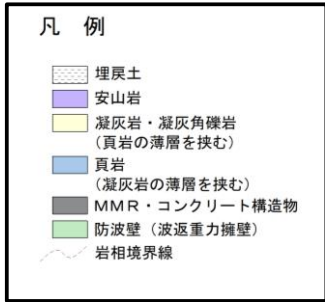 凡　例
埋戻土
安山岩
凝灰岩・凝灰角礫岩
(頁岩の薄層を挟む)
頁岩
(凝灰岩の薄層を挟む)
ＭＭＲ・コンクリート構造物
防波壁（波返重力擁壁）
岩相境界線